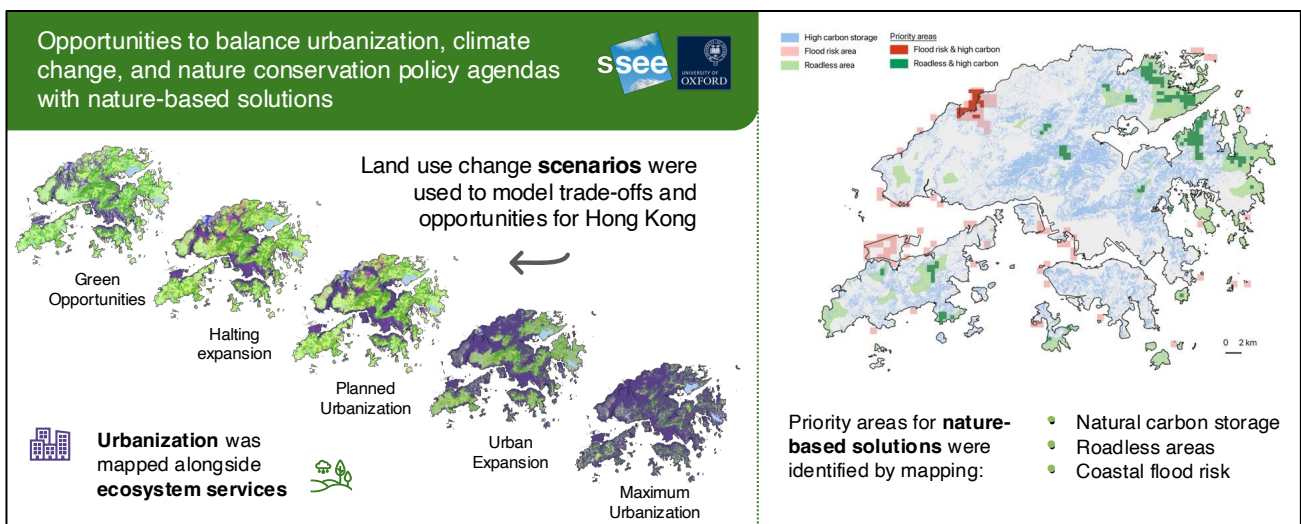 Opportunities to balance urbanization, climate
change, and nature conservation policy agendas
with nature-based solutions
ssee
UNIVERSITY OF
OXFORD
Land use change scenarios were
used to model trade-offs and
opportunities for Hong Kong
Green
Opportunities
Halting
expansion
Planned
Urbanization
Urban
Expansion
Maximum
Urbanization
Urbanization was
mapped alongside
ecosystem services
High carbon storage
Flood risk area
Roadless area
Priority areas
Flood risk & high carbon
Roadless & high carbon
0 2 km
Priority areas for nature-
based solutions were
identified by mapping:
Natural carbon storage
Roadless areas
Coastal flood risk